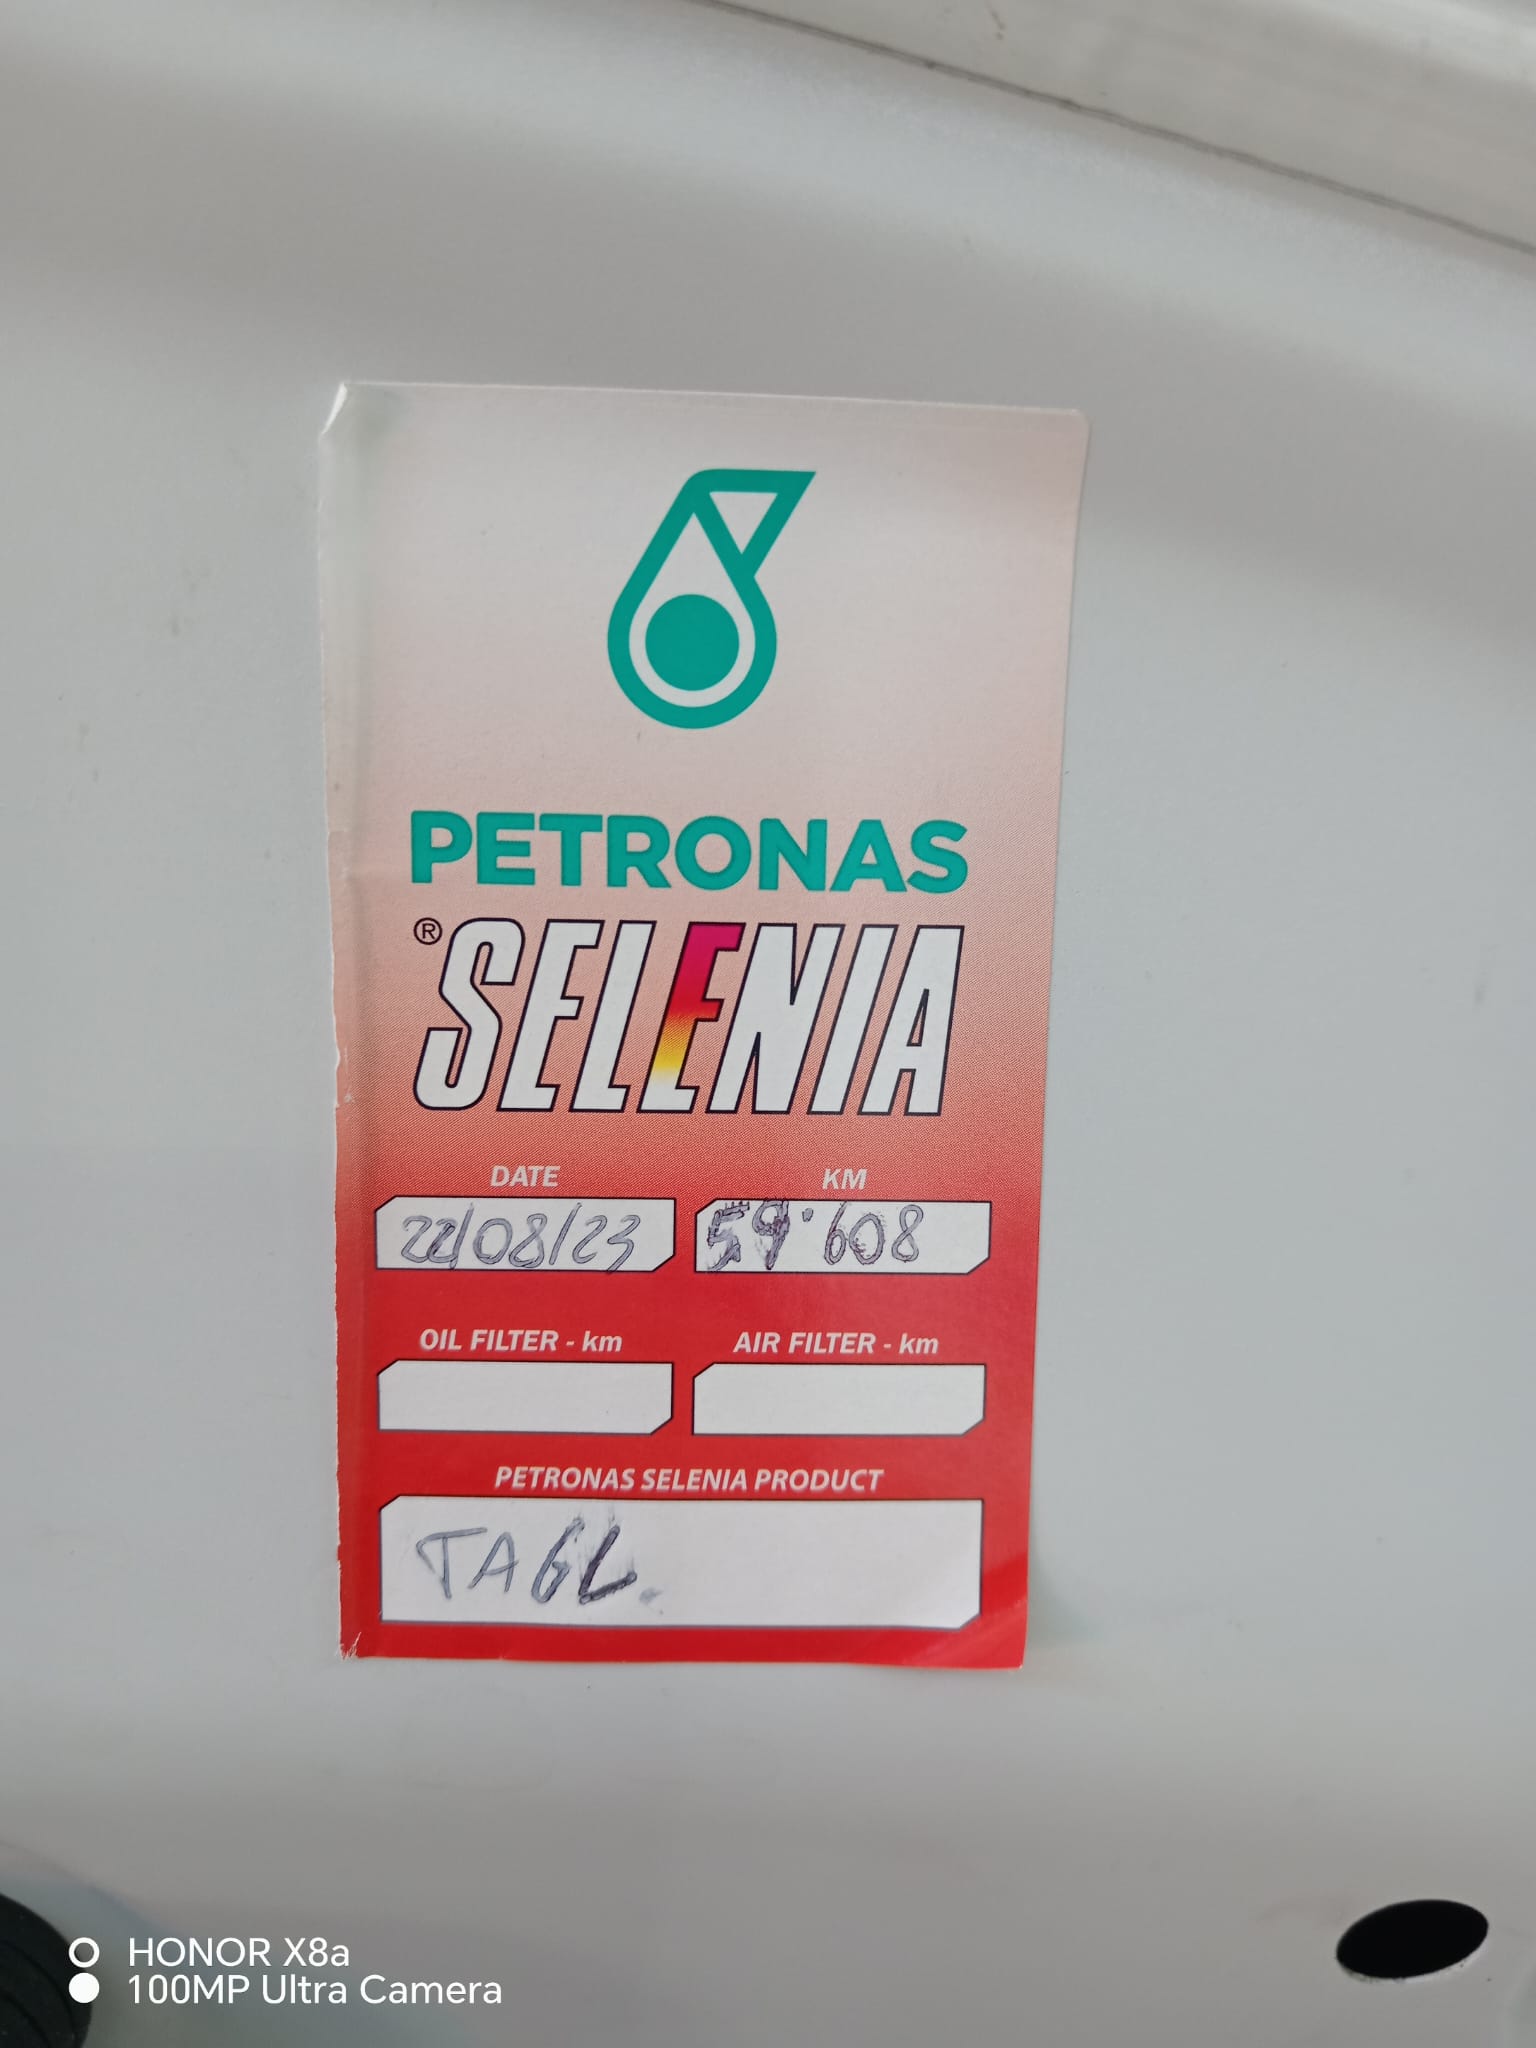 PETRONAS
® SELENIA
DATE KM
22/08/23 59·608
OIL FILTER - km AIR FILTER - km
PETRONAS SELENIA PRODUCT
TAGL.
HONOR X8a
100MP Ultra Camera